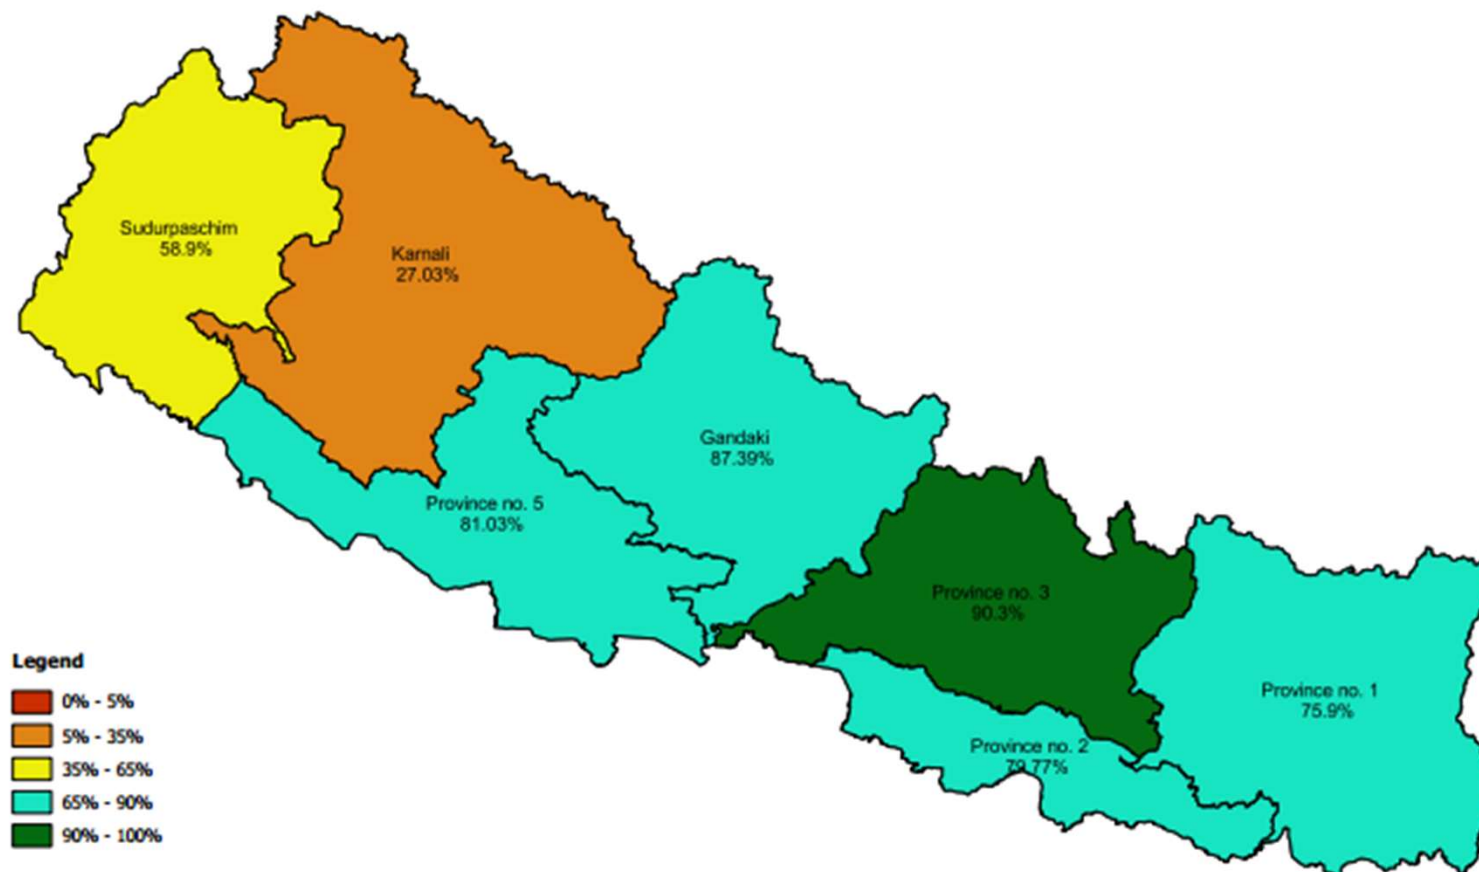 Sudurpaschim
58.9%
Karnali
27.03%
Gandaki
87.39%
Province no. 5
81.03%
Province no. 3
90.3%
Province no. 1
75.9%
Province no. 2
79.77%
Legend
0% - 5%
5% - 35%
35% - 65%
65% - 90%
90% - 100%